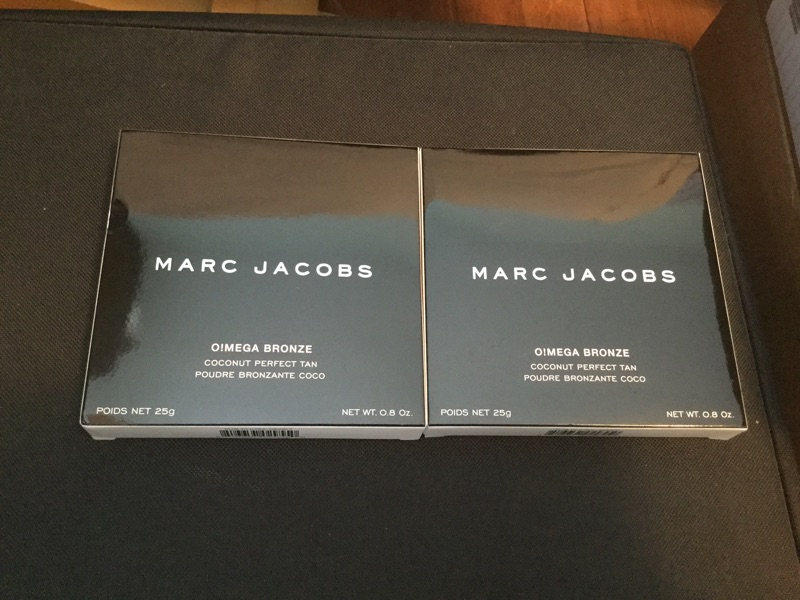 MARC JACOBS
O!MEGA BRONZE
COCONUT PERFECT TAN
POUDRE BRONZANTE COCO
POIDS NET 25g
NET WT. 0.8 Oz.
MARC JACOBS
O!MEGA BRONZE
COCONUT PERFECT TAN
POUDRE BRONZANTE COCO
POIDS NET 25g
NET WT. 0.8 Oz.